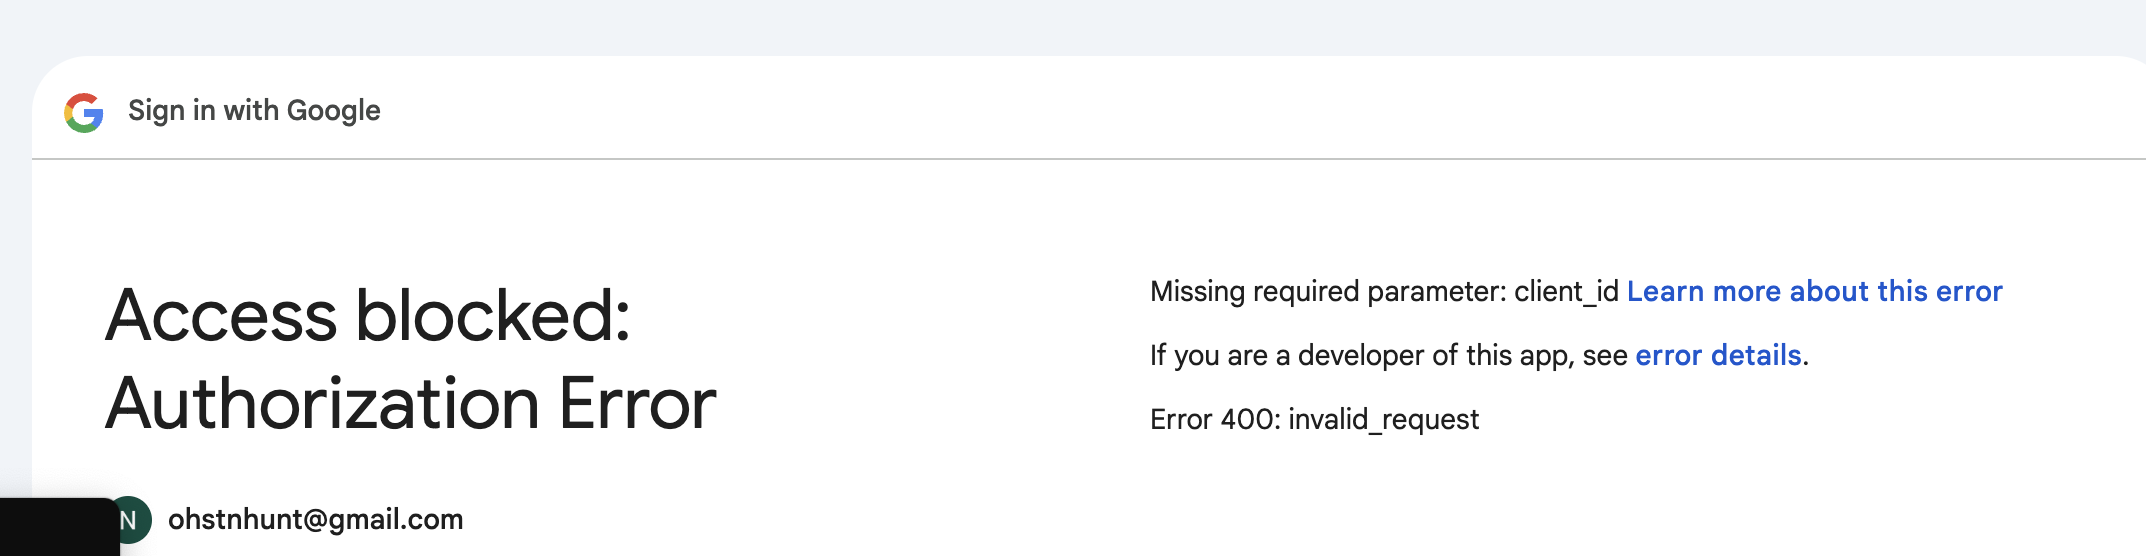 Sign in with Google
Access blocked:
Authorization Error
N ohstnhunt@gmail.com
Missing required parameter: client_id Learn more about this error
If you are a developer of this app, see error details.
Error 400: invalid_request